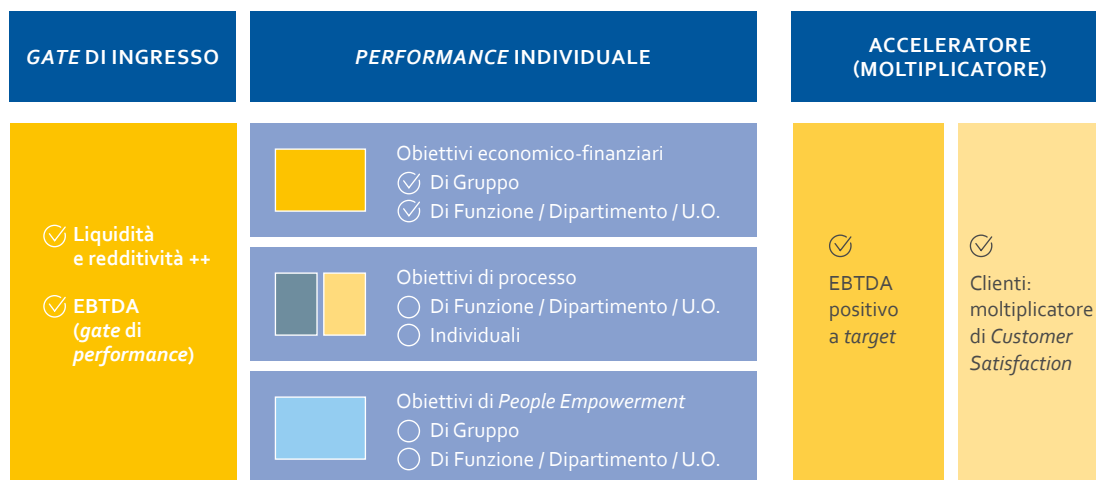 GATE DI INGRESSO
PERFORMANCE INDIVIDUALE
ACCELERATORE
(MOLTIPLICATORE)
Liquidità
e redditività ++
EBTDA
(gate di
performance)
Obiettivi economico-finanziari
Di Gruppo
Di Funzione / Dipartimento / U.O.
Obiettivi di processo
Di Funzione / Dipartimento / U.O.
Individuali
Obiettivi di People Empowerment
Di Gruppo
Di Funzione / Dipartimento / U.O.
EBTDA
positivo
a target
Clienti:
moltiplicatore
di Customer
Satisfaction